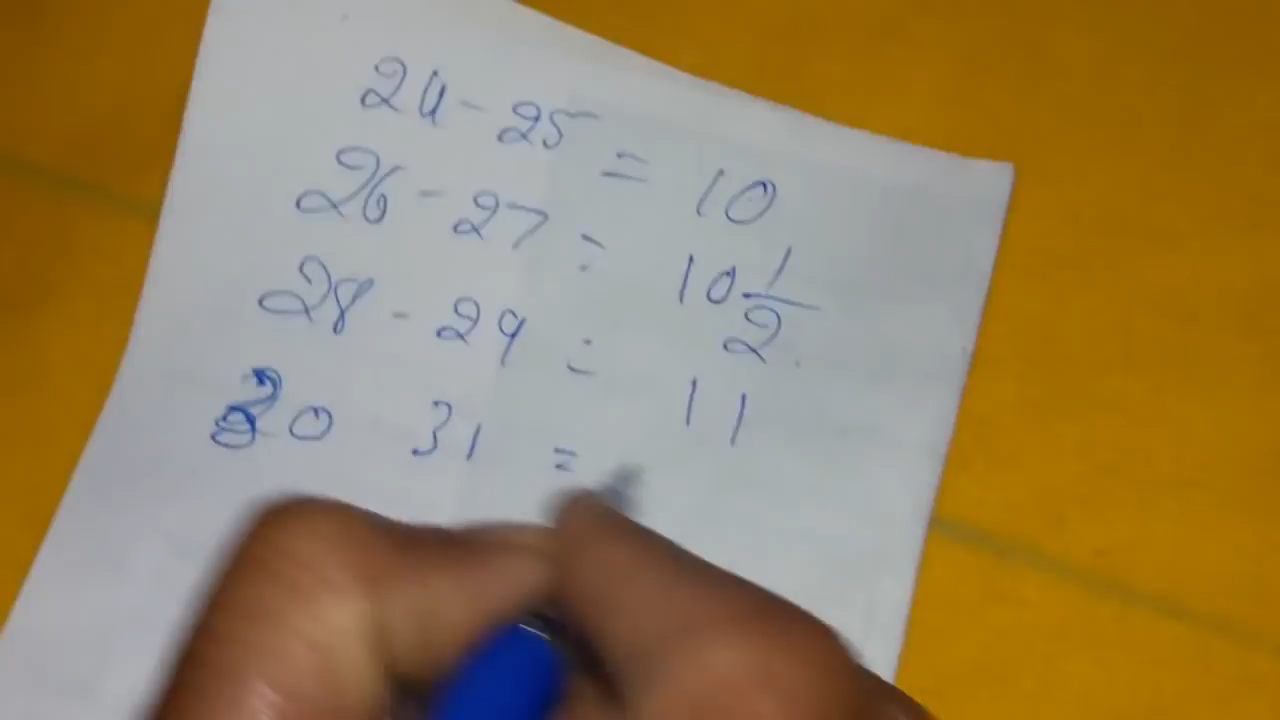 24 - 25 = 10
26 - 27 = 10 1/2
28 - 29 = 11
30 31 =